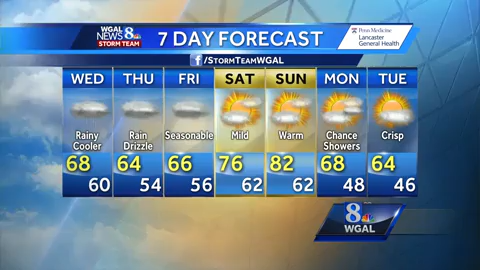 WGAL
NEWS 8
STORM TEAM
7 DAY FORECAST
Penn Medicine
Lancaster
General Health
f /StormTeamWGAL
WED THU FRI SAT SUN MON TUE
Rainy Cooler
Rain Drizzle
Seasonable
Mild
Warm
Chance Showers
Crisp
68 64 66 76 82 68 64
60 54 56 62 62 48 46
8
WGAL